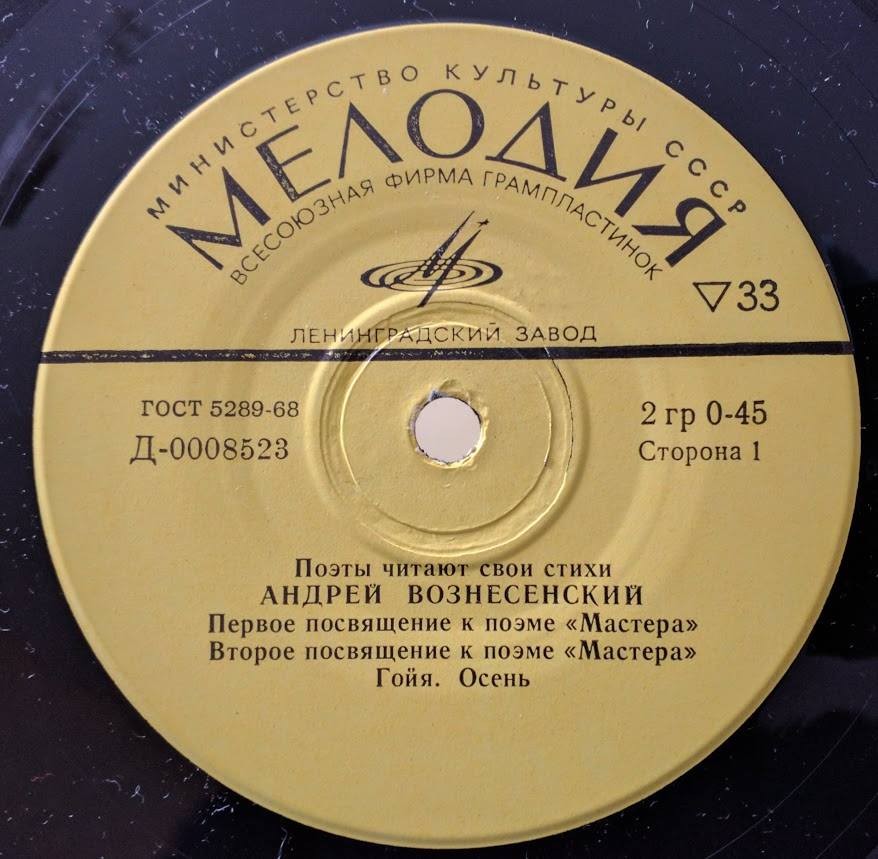 МИНИСТЕРСТВО КУЛЬТУРЫ СССР
МЕЛОДИЯ
ВСЕСОЮЗНАЯ ФИРМА ГРАМПЛАСТИНОК
▽33
ЛЕНИНГРАДСКИЙ ЗАВОД
ГОСТ 5289-68
2 гр 0-45
Д-0008523
Сторона 1
Поэты читают свои стихи
АНДРЕЙ ВОЗНЕСЕНСКИЙ
Первое посвящение к поэме «Мастера»
Второе посвящение к поэме «Мастера»
Гойя. Осень